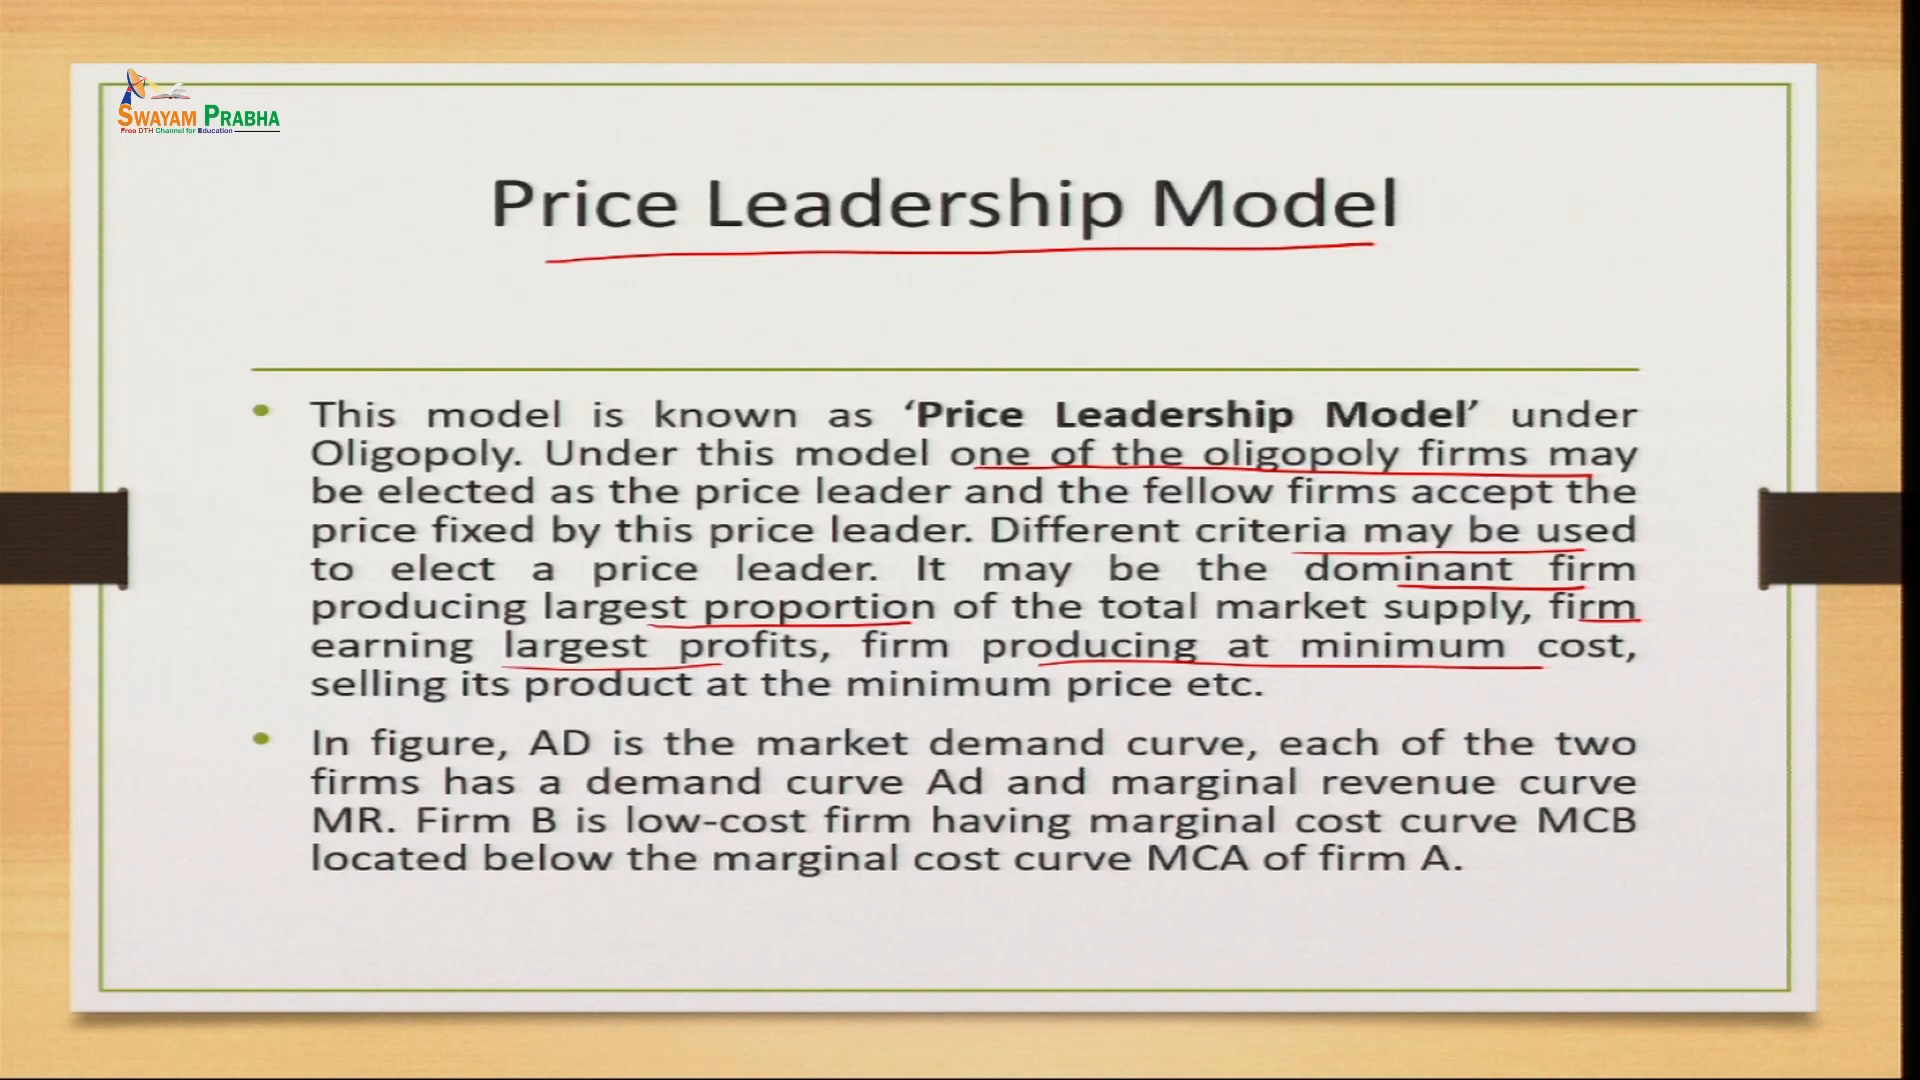 SWAYAM PRABHA
Free DTH Channel for Education
Price Leadership Model
• This model is known as ‘Price Leadership Model’ under
Oligopoly. Under this model one of the oligopoly firms may
be elected as the price leader and the fellow firms accept the
price fixed by this price leader. Different criteria may be used
to elect a price leader. It may be the dominant firm
producing largest proportion of the total market supply, firm
earning largest profits, firm producing at minimum cost,
selling its product at the minimum price etc.
• In figure, AD is the market demand curve, each of the two
firms has a demand curve Ad and marginal revenue curve
MR. Firm B is low-cost firm having marginal cost curve MCB
located below the marginal cost curve MCA of firm A.